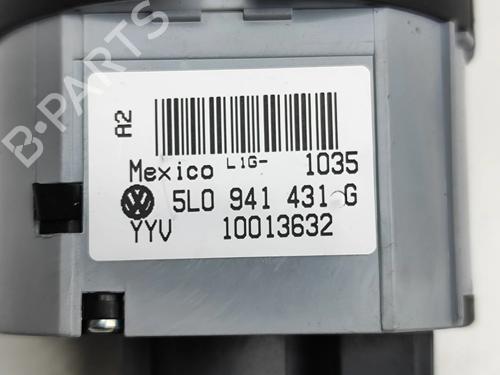 B-PARTS
A2
Mexico L1G- 1035
5L0 941 431 G
YYV 10013632